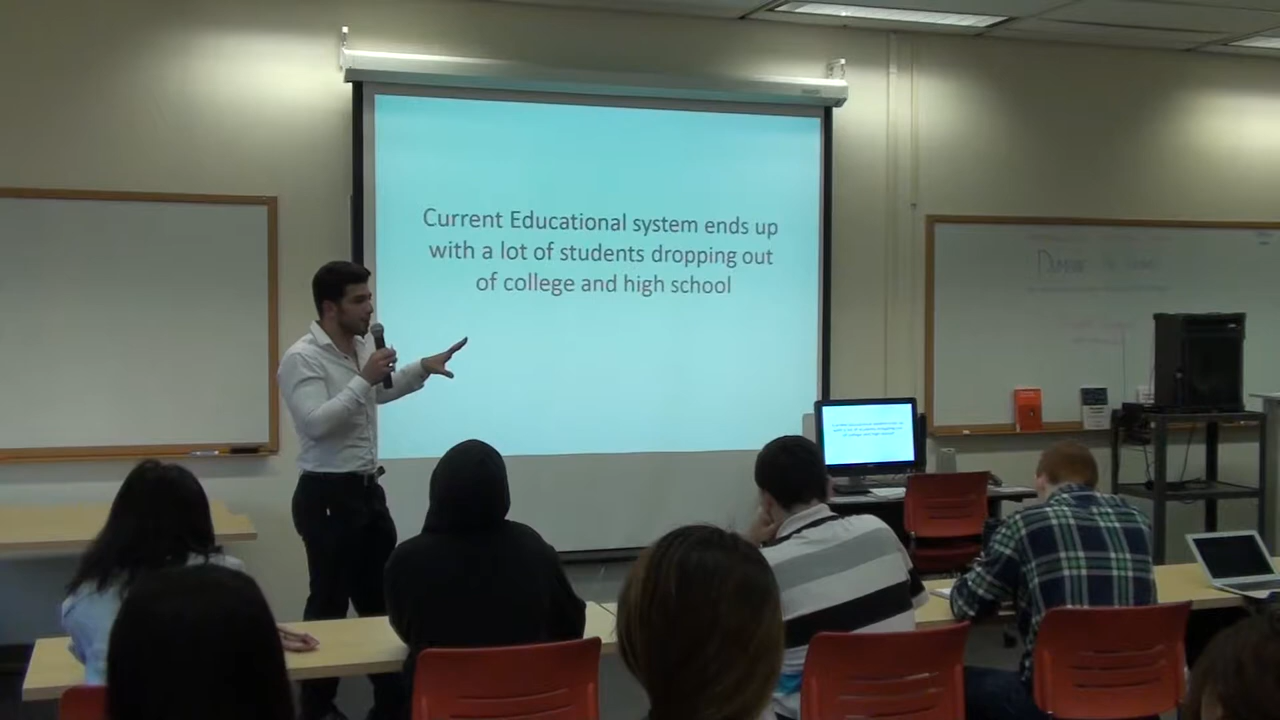 Current Educational system ends up
with a lot of students dropping out
of college and high school